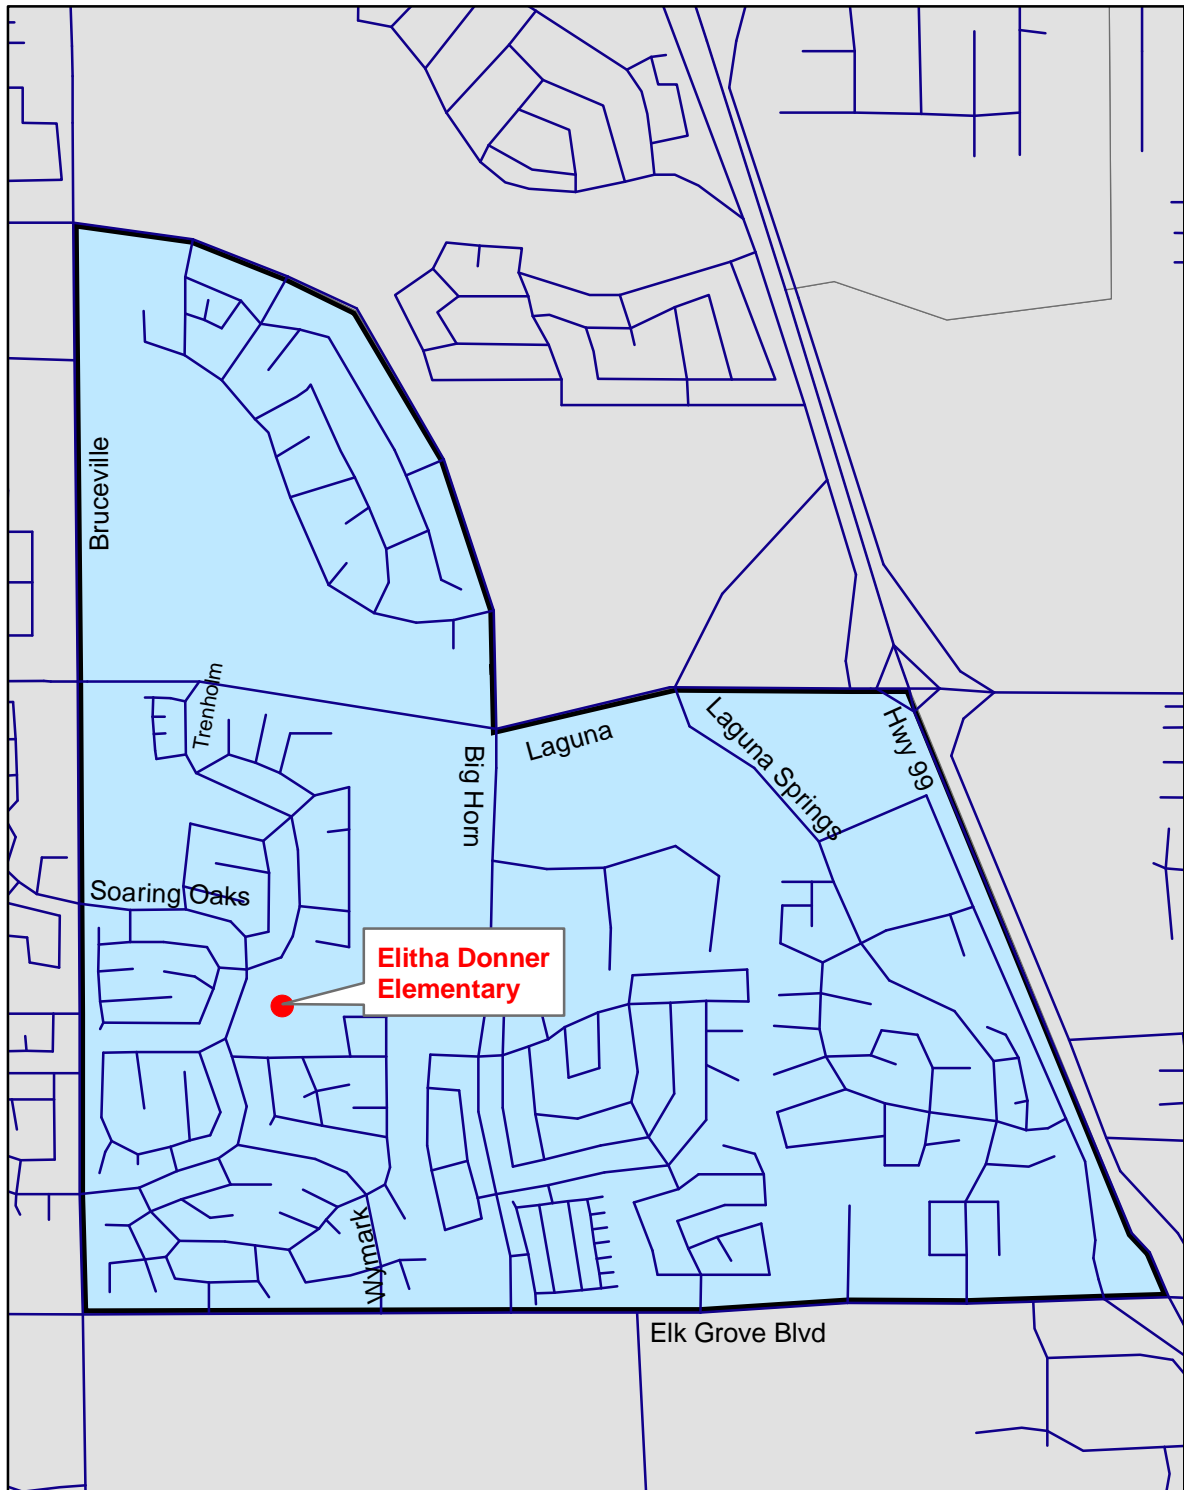 Bruceville
Trenholm
Laguna
Laguna Springs
Hwy 99
Big Horn
Soaring Oaks
Elitha Donner
Elementary
Wymark
Elk Grove Blvd